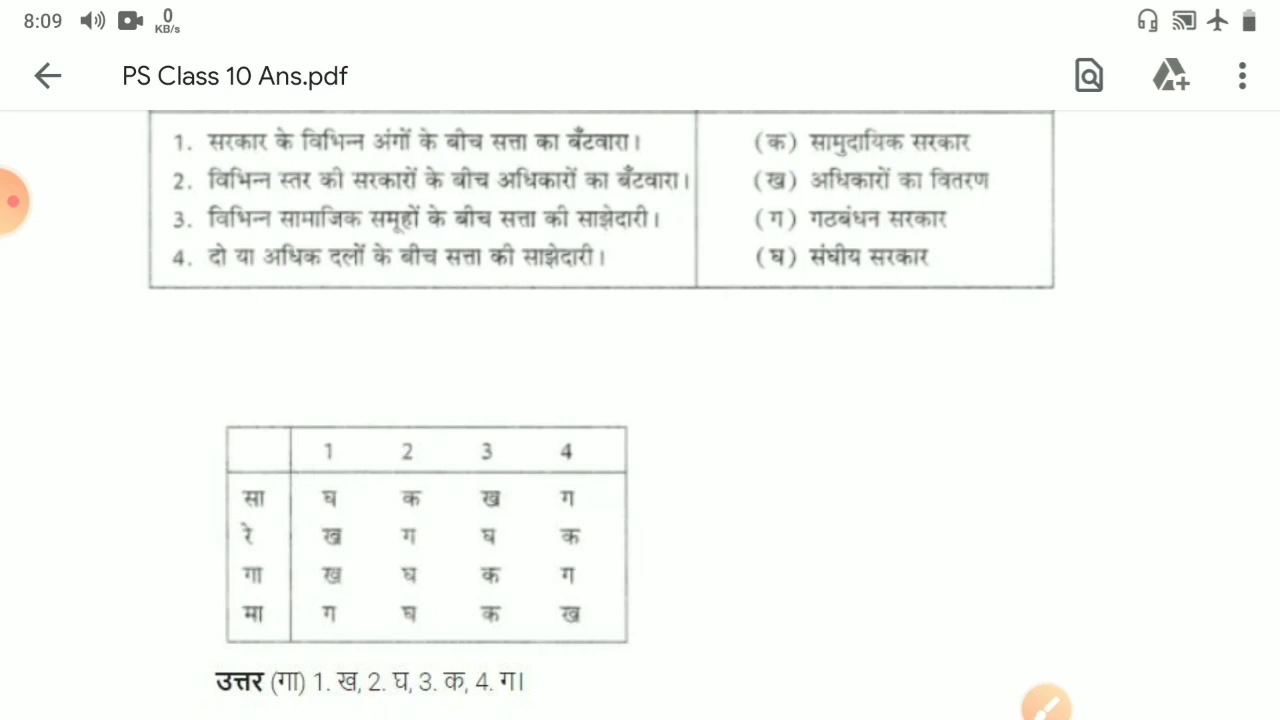 8:09 0 KB/s
PS Class 10 Ans.pdf
1. सरकार के विभिन्न अंगों के बीच सत्ता का बँटवारा। (क) सामुदायिक सरकार
2. विभिन्न स्तर की सरकारों के बीच अधिकारों का बँटवारा। (ख) अधिकारों का वितरण
3. विभिन्न सामाजिक समूहों के बीच सत्ता की साझेदारी। (ग) गठबंधन सरकार
4. दो या अधिक दलों के बीच सत्ता की साझेदारी। (घ) संघीय सरकार
1 2 3 4
सा घ क ख ग
रे ख ग घ क
गा ख घ क ग
मा ग घ क ख
उत्तर (गा) 1. ख, 2. घ, 3. क, 4. ग।